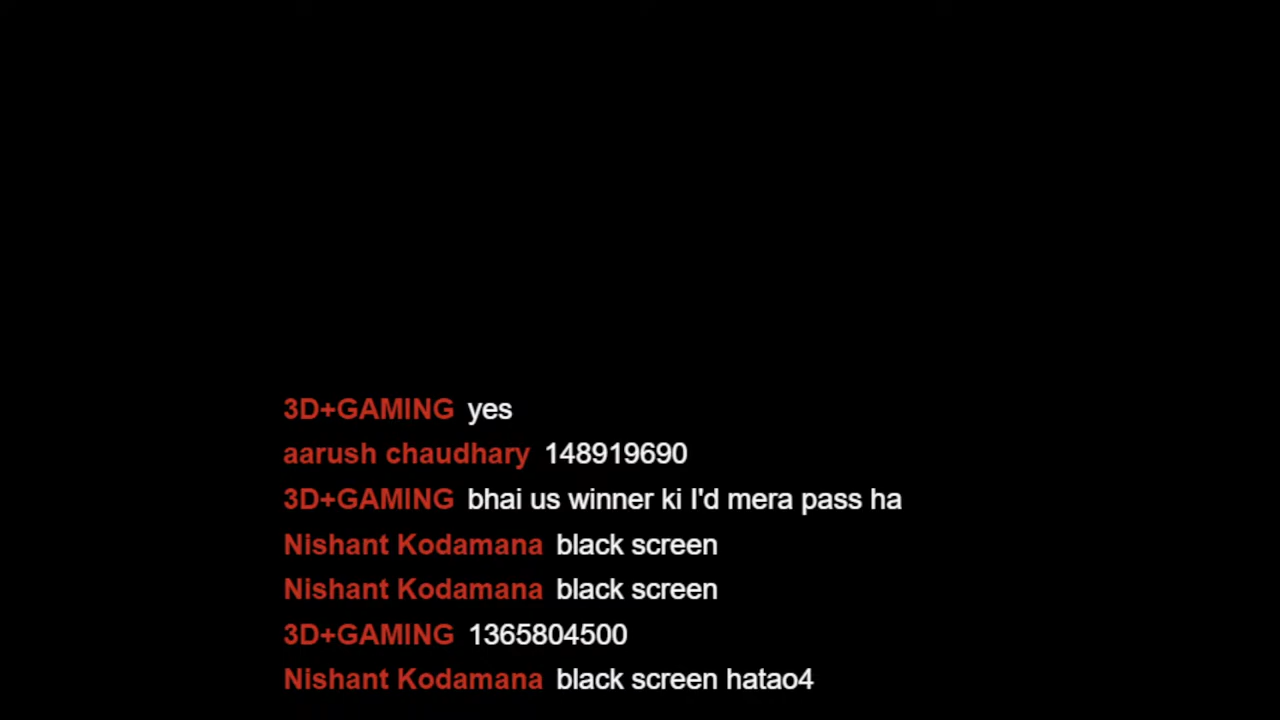 3D+GAMING yes
aarush chaudhary 148919690
3D+GAMING bhai us winner ki I'd mera pass ha
Nishant Kodamana black screen
Nishant Kodamana black screen
3D+GAMING 1365804500
Nishant Kodamana black screen hatao4